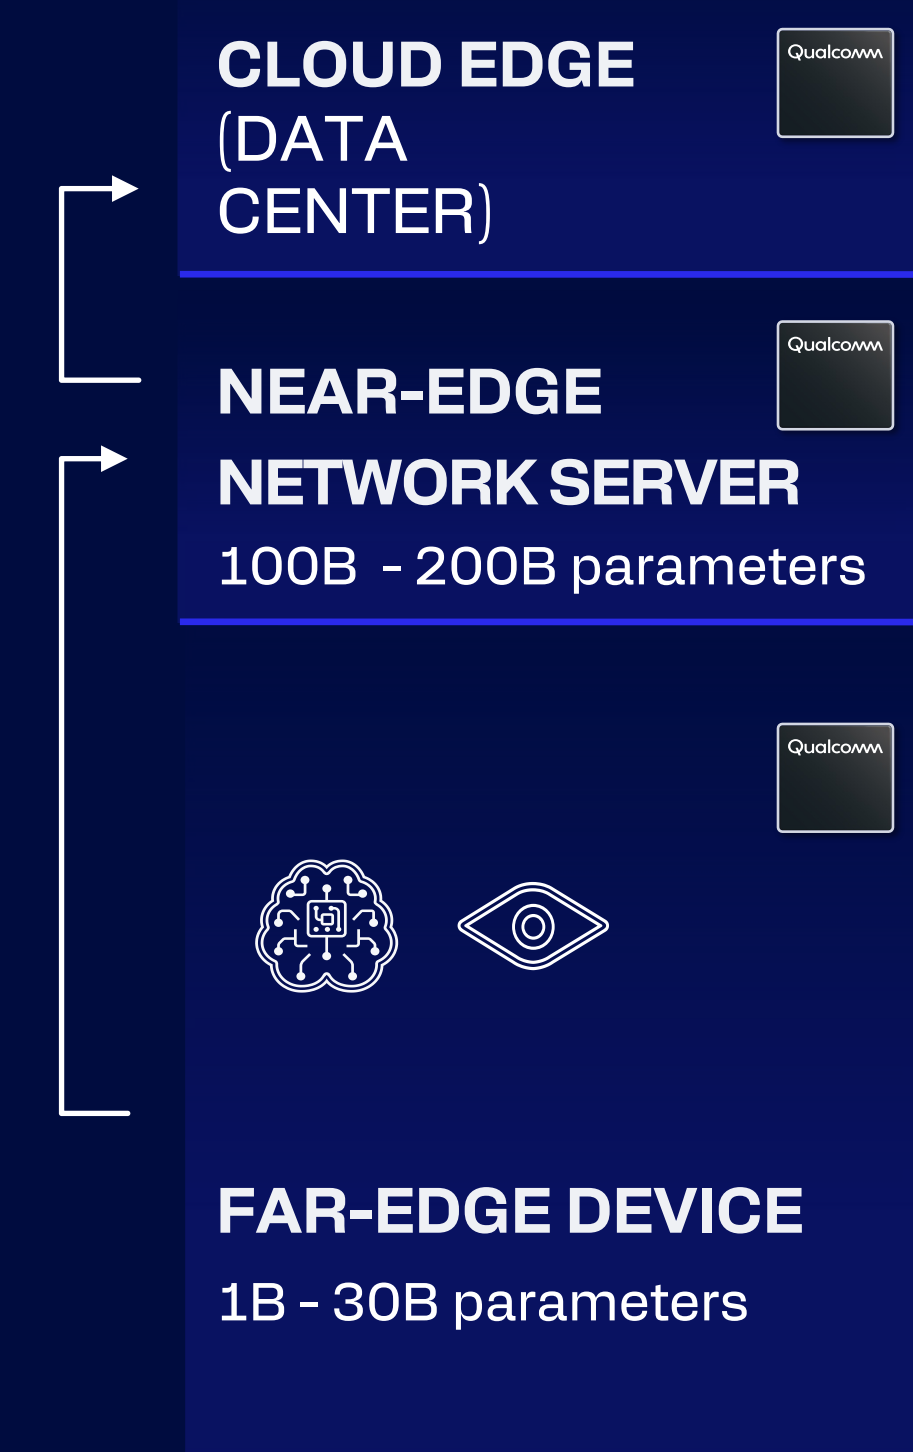 CLOUD EDGE
Qualcomm
(DATA
CENTER)
Qualcomm
NEAR-EDGE
NETWORK SERVER
100B - 200B parameters
Qualcomm
FAR-EDGE DEVICE
1B - 30B parameters